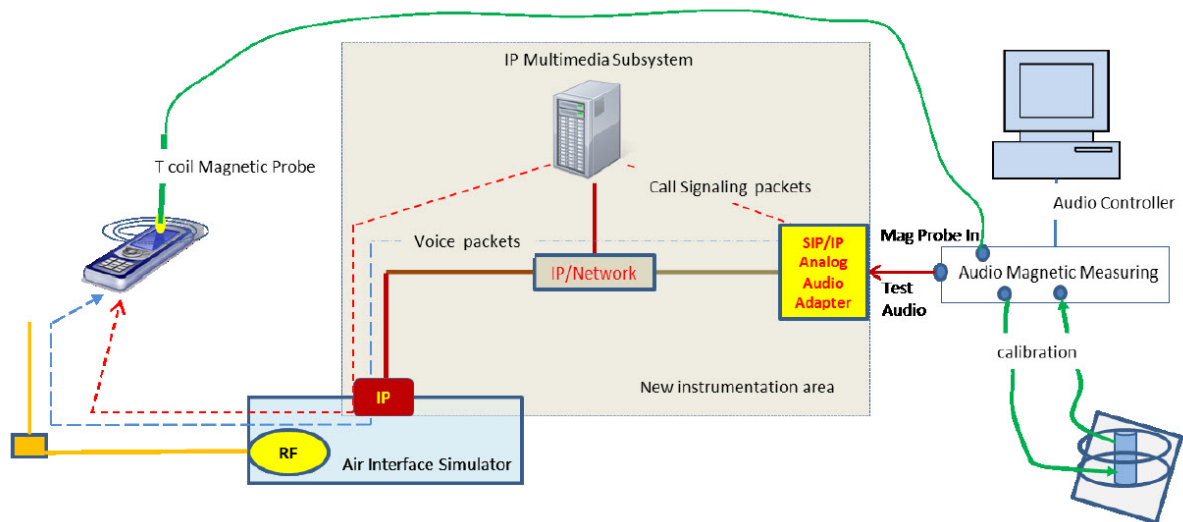 IP Multimedia Subsystem
T coil Magnetic Probe
Call Signaling packets
Audio Controller
Voice packets
Mag Probe In
SIP/IP
Analog
Audio
Adapter
IP/Network
Audio Magnetic Measuring
Test
Audio
calibration
New instrumentation area
IP
RF
Air Interface Simulator